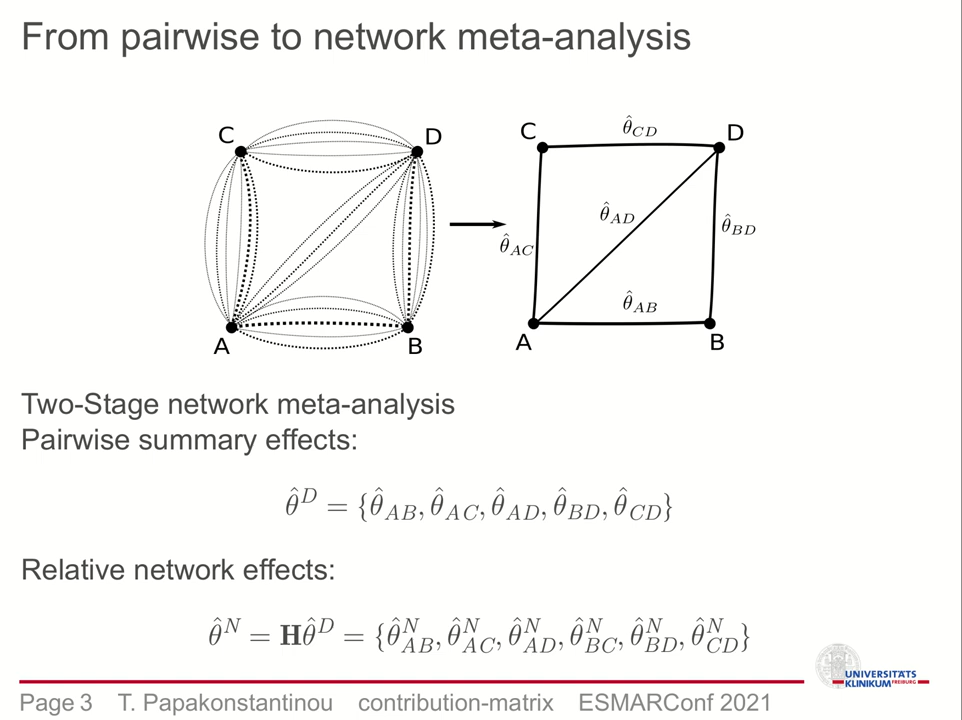 From pairwise to network meta-analysis
C
D
A
B
C
θ̂_CD
D
θ̂_AD
θ̂_BD
θ̂_AC
θ̂_AB
A
B
Two-Stage network meta-analysis
Pairwise summary effects:
θ̂^D = {θ̂_AB, θ̂_AC, θ̂_AD, θ̂_BD, θ̂_CD}
Relative network effects:
θ̂^N = Hθ̂^D = {θ̂^N_AB, θ̂^N_AC, θ̂^N_AD, θ̂^N_BC, θ̂^N_BD, θ̂^N_CD}
UNIVERSITÄTS
KLINIKUM FREIBURG
Page 3 T. Papakonstantinou contribution-matrix ESMARConf 2021